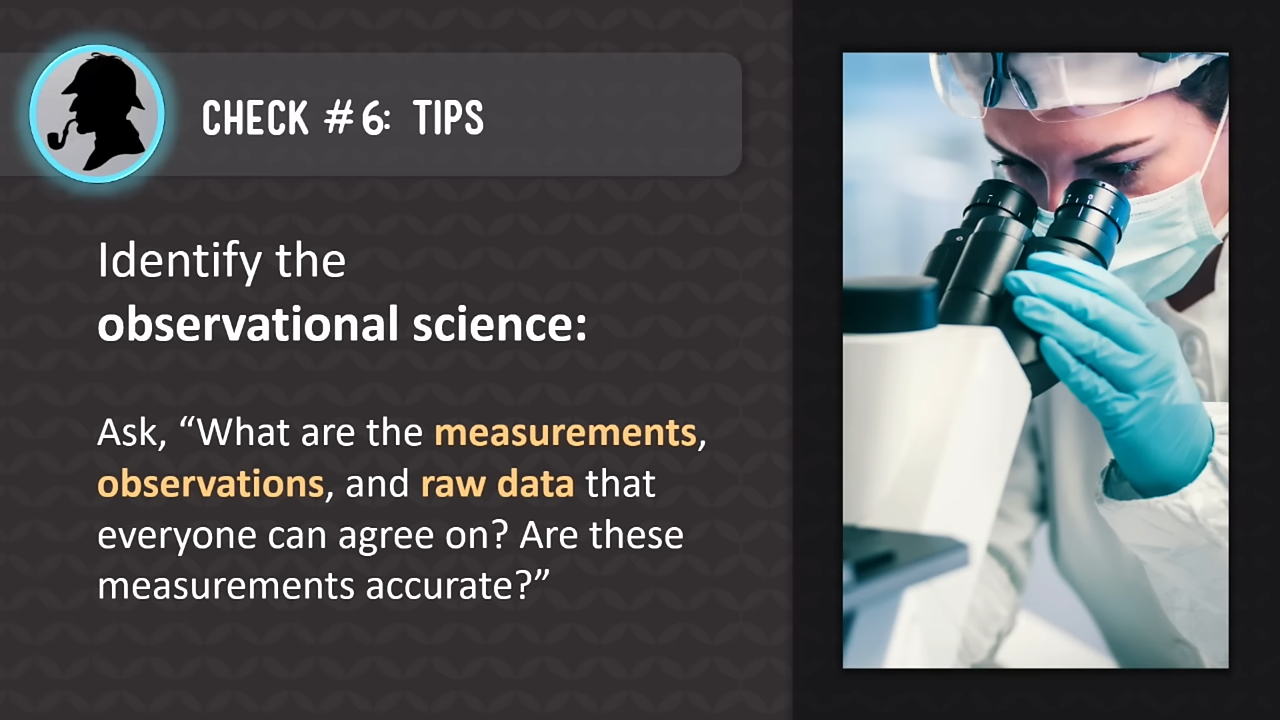 CHECK #6: TIPS
Identify the
observational science:
Ask, “What are the measurements,
observations, and raw data that
everyone can agree on? Are these
measurements accurate?”